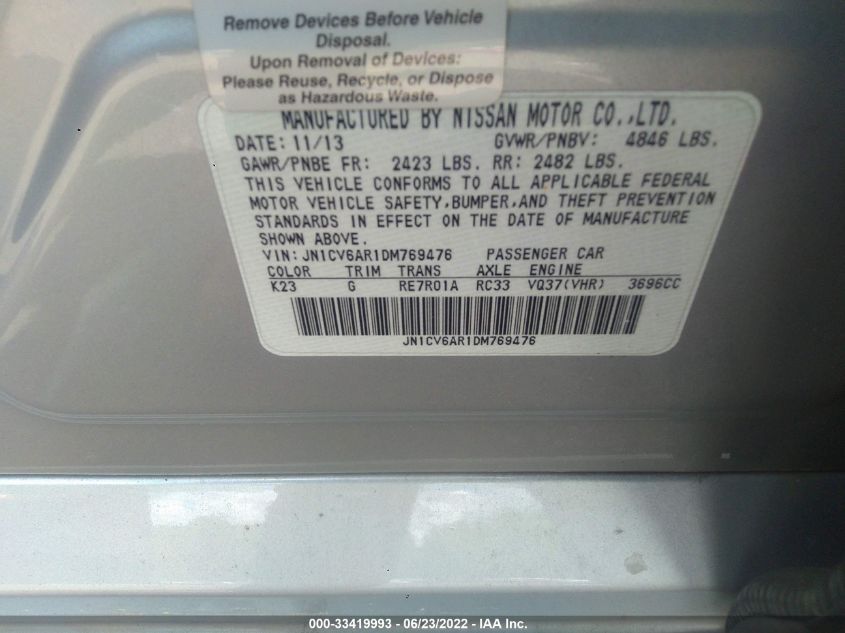 Remove Devices Before Vehicle
Disposal.
Upon Removal of Devices:
Please Reuse, Recycle, or Dispose
as Hazardous Waste.
MANUFACTURED BY NISSAN MOTOR CO.,LTD.
DATE: 11/13 GVWR/PNBV: 4846 LBS.
GAWR/PNBE FR: 2423 LBS. RR: 2482 LBS.
THIS VEHICLE CONFORMS TO ALL APPLICABLE FEDERAL
MOTOR VEHICLE SAFETY,BUMPER,AND THEFT PREVENTION
STANDARDS IN EFFECT ON THE DATE OF MANUFACTURE
SHOWN ABOVE.
VIN: JN1CV6AR1DM769476 PASSENGER CAR
COLOR TRIM TRANS AXLE ENGINE
K23 G RE7R01A RC33 VQ37(VHR) 3696CC
JN1CV6AR1DM769476
000-33419993 - 06/23/2022 - IAA Inc.